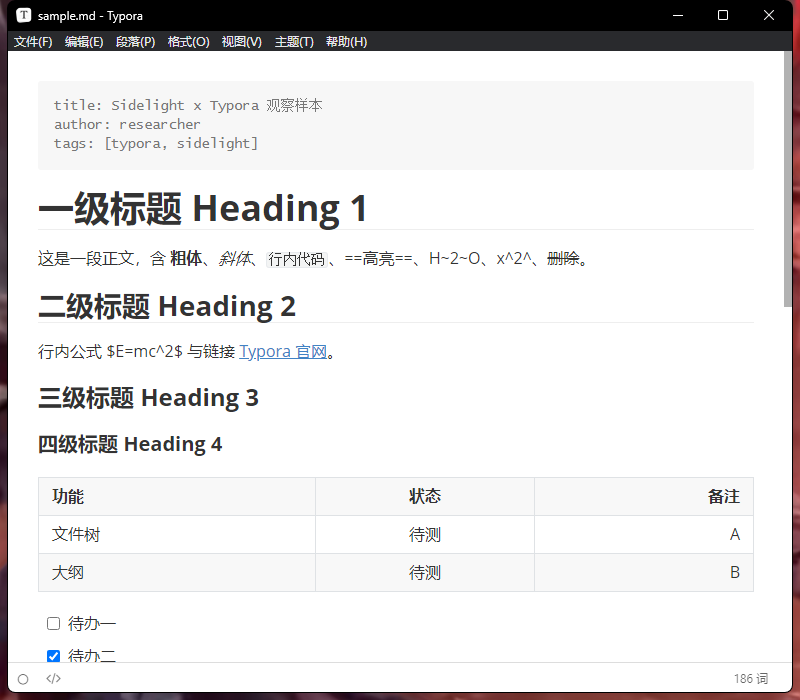 sample.md - Typora
文件(F) 编辑(E) 段落(P) 格式(O) 视图(V) 主题(T) 帮助(H)
title: Sidelight x Typora 观察样本
author: researcher
tags: [typora, sidelight]
一级标题 Heading 1
这是一段正文，含 粗体、斜体、行内代码、==高亮==、H~2~O、x^2^、删除。
二级标题 Heading 2
行内公式 $E=mc^2$ 与链接 Typora 官网。
三级标题 Heading 3
四级标题 Heading 4
功能 状态 备注
文件树 待测 A
大纲 待测 B
待办一
待办二
</> 186 词